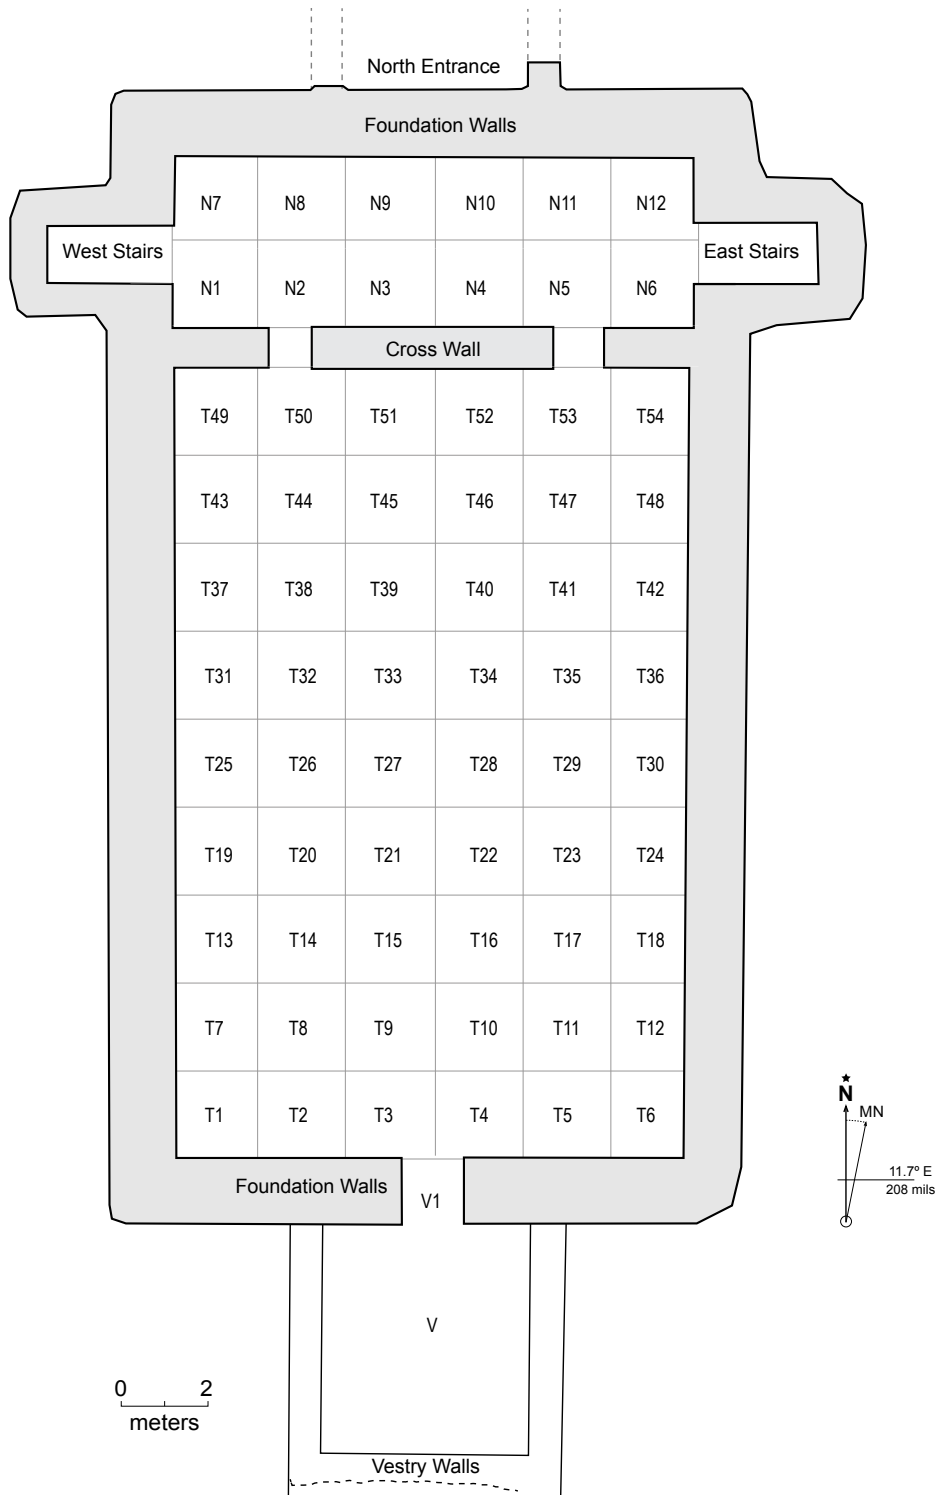 North Entrance
Foundation Walls
N7 N8 N9 N10 N11 N12
West Stairs East Stairs
N1 N2 N3 N4 N5 N6
Cross Wall
T49 T50 T51 T52 T53 T54
T43 T44 T45 T46 T47 T48
T37 T38 T39 T40 T41 T42
T31 T32 T33 T34 T35 T36
T25 T26 T27 T28 T29 T30
T19 T20 T21 T22 T23 T24
T13 T14 T15 T16 T17 T18
T7 T8 T9 T10 T11 T12
T1 T2 T3 T4 T5 T6
N
MN
11.7º E
208 mils
Foundation Walls
V1
V
0 2
meters
Vestry Walls